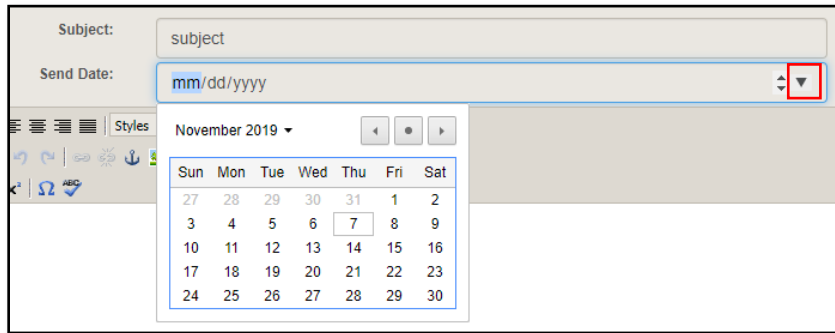 Subject:
subject
Send Date:
mm/dd/yyyy
Styles
November 2019
Sun Mon Tue Wed Thu Fri Sat
27 28 29 30 31 1 2
3 4 5 6 7 8 9
10 11 12 13 14 15 16
17 18 19 20 21 22 23
24 25 26 27 28 29 30
x² Ω ABC